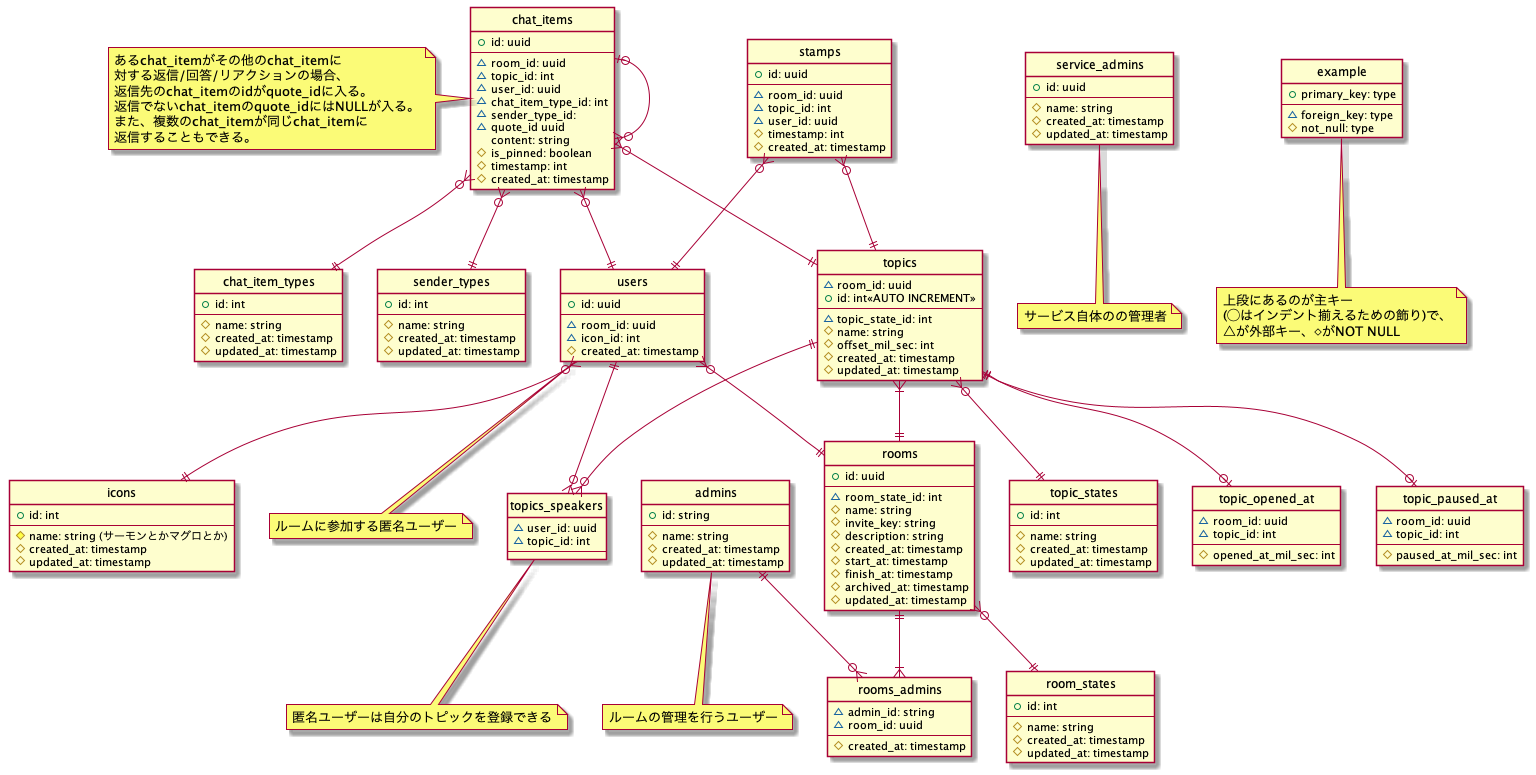 chat_items
id: uuid
room_id: uuid
topic_id: int
user_id: uuid
chat_item_type_id: int
sender_type_id:
quote_id uuid
content: string
is_pinned: boolean
timestamp: int
created_at: timestamp
あるchat_itemがその他のchat_itemに
対する返信/回答/リアクションの場合、
返信先のchat_itemのidがquote_idに入る。
返信でないchat_itemのquote_idにはNULLが入る。
また、複数のchat_itemが同じchat_itemに
返信することもできる。
stamps
id: uuid
room_id: uuid
topic_id: int
user_id: uuid
timestamp: int
created_at: timestamp
service_admins
id: uuid
name: string
created_at: timestamp
updated_at: timestamp
example
primary_key: type
foreign_key: type
not_null: type
chat_item_types
id: int
name: string
created_at: timestamp
updated_at: timestamp
sender_types
id: int
name: string
created_at: timestamp
updated_at: timestamp
users
id: uuid
room_id: uuid
icon_id: int
created_at: timestamp
topics
room_id: uuid
id: int«AUTO INCREMENT»
topic_state_id: int
name: string
offset_mil_sec: int
created_at: timestamp
updated_at: timestamp
サービス自体のの管理者
上段にあるのが主キー
(◯はインデント揃えるための飾り)で、
△が外部キー、◇がNOT NULL
icons
id: int
name: string (サーモンとかマグロとか)
created_at: timestamp
updated_at: timestamp
ルームに参加する匿名ユーザー
topics_speakers
user_id: uuid
topic_id: int
admins
id: string
name: string
created_at: timestamp
updated_at: timestamp
rooms
id: uuid
room_state_id: int
name: string
invite_key: string
description: string
created_at: timestamp
start_at: timestamp
finish_at: timestamp
archived_at: timestamp
updated_at: timestamp
topic_states
id: int
name: string
created_at: timestamp
updated_at: timestamp
topic_opened_at
room_id: uuid
topic_id: int
opened_at_mil_sec: int
topic_paused_at
room_id: uuid
topic_id: int
paused_at_mil_sec: int
匿名ユーザーは自分のトピックを登録できる
ルームの管理を行うユーザー
rooms_admins
admin_id: string
room_id: uuid
created_at: timestamp
room_states
id: int
name: string
created_at: timestamp
updated_at: timestamp